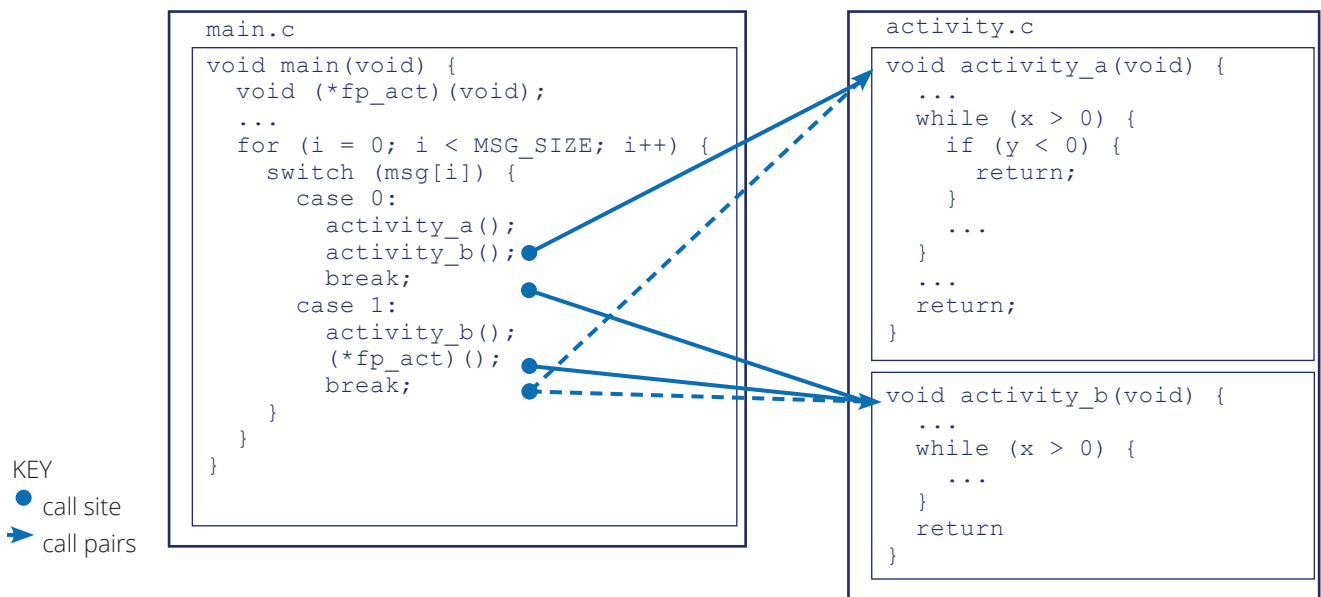 main.c
void main(void) {
  void (*fp_act)(void);
  ...
  for (i = 0; i < MSG_SIZE; i++) {
    switch (msg[i]) {
      case 0:
        activity_a();
        activity_b();
        break;
      case 1:
        activity_b();
        (*fp_act)();
        break;
    }
  }
}
activity.c
void activity_a(void) {
  ...
  while (x > 0) {
    if (y < 0) {
      return;
    }
    ...
  }
  ...
  return;
}
void activity_b(void) {
  ...
  while (x > 0) {
    ...
  }
  return
}
KEY
call site
call pairs